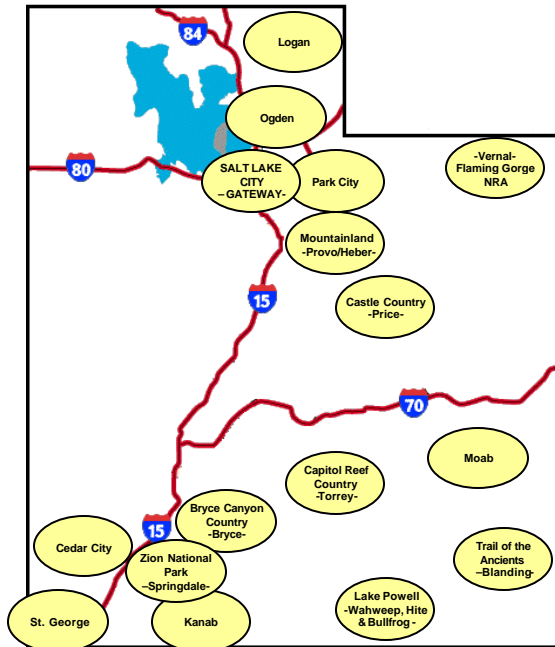 84
Logan
Ogden
80
SALT LAKE
CITY
–GATEWAY-
Park City
-Vernal-
Flaming Gorge
NRA
Mountainland
-Provo/Heber-
15
Castle Country
-Price-
70
Moab
Capitol Reef
Country
-Torrey-
Bryce Canyon
Country
-Bryce-
15
Cedar City
Zion National
Park
–Springdale-
Trail of the
Ancients
–Blanding-
St. George
Kanab
Lake Powell
-Wahweep, Hite
& Bullfrog -